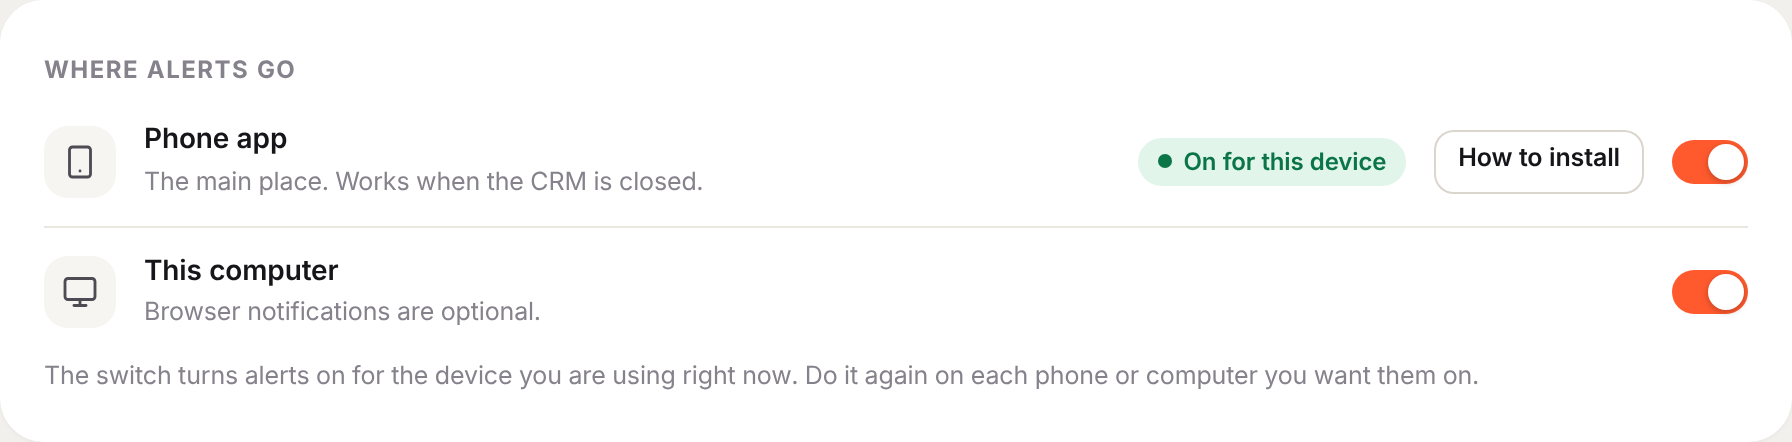 WHERE ALERTS GO
Phone app
The main place. Works when the CRM is closed.
On for this device
How to install
This computer
Browser notifications are optional.
The switch turns alerts on for the device you are using right now. Do it again on each phone or computer you want them on.